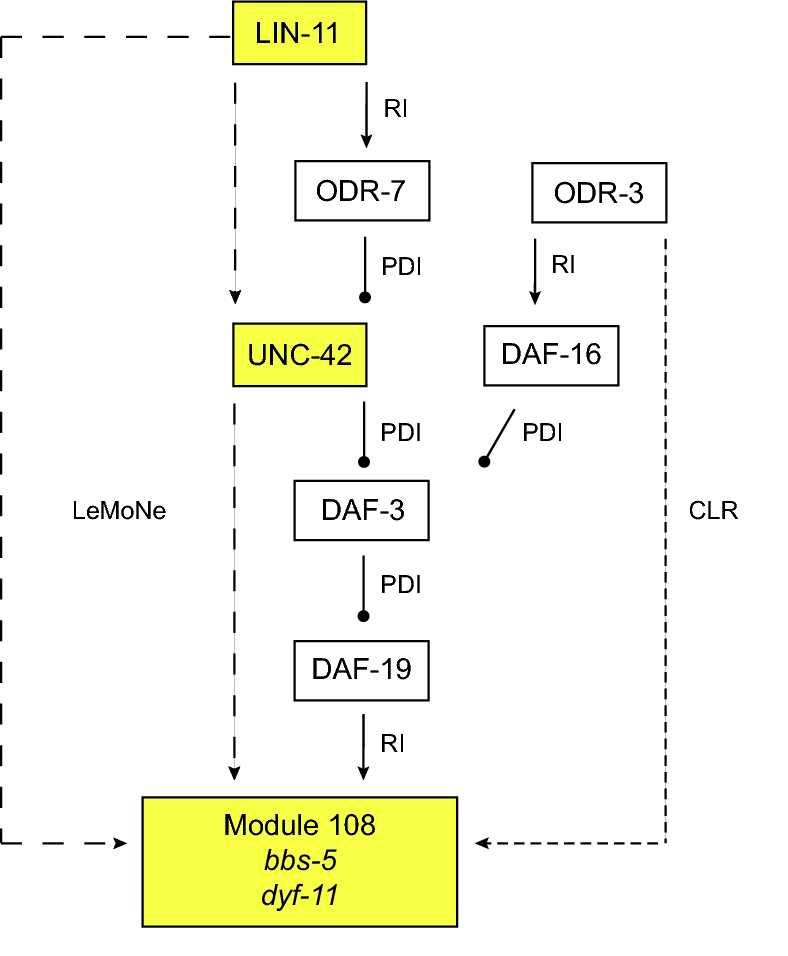 LIN-11
RI
ODR-7
ODR-3
PDI
RI
UNC-42
DAF-16
PDI
PDI
LeMoNe
DAF-3
CLR
PDI
DAF-19
RI
Module 108
bbs-5
dyf-11